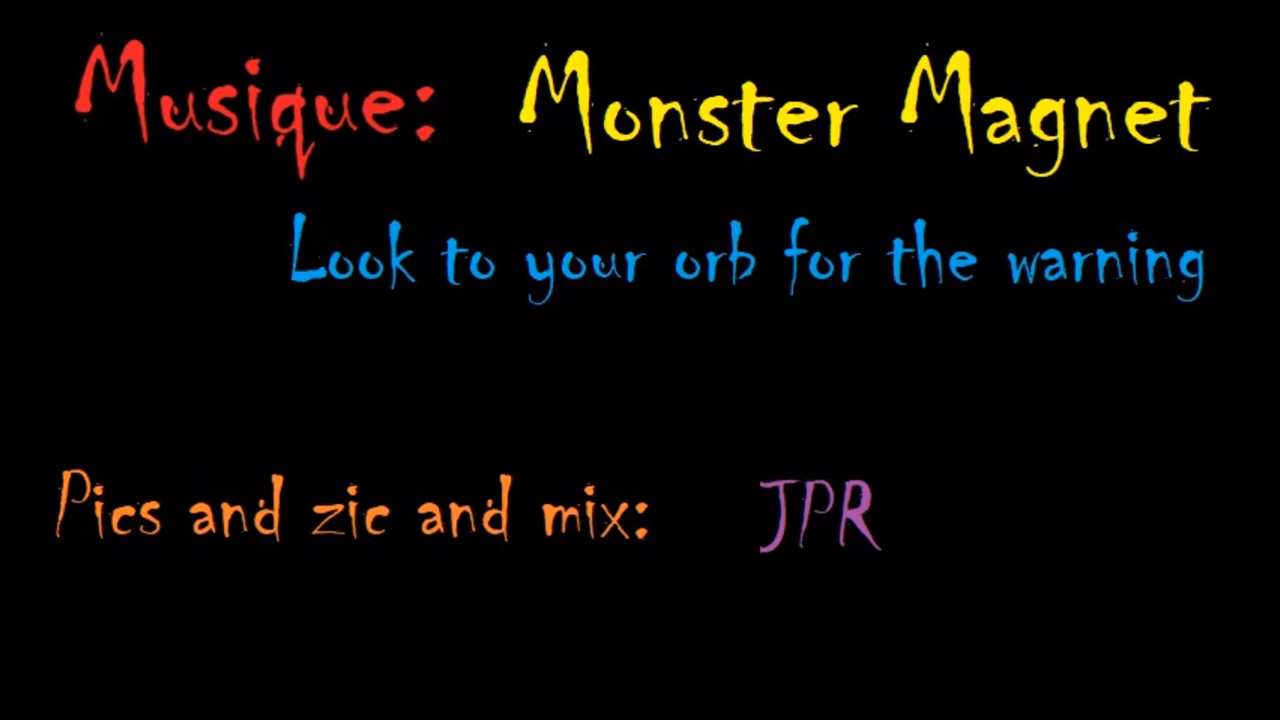 Musique: Monster Magnet
Look to your orb for the warning
Pics and zic and mix: JPR